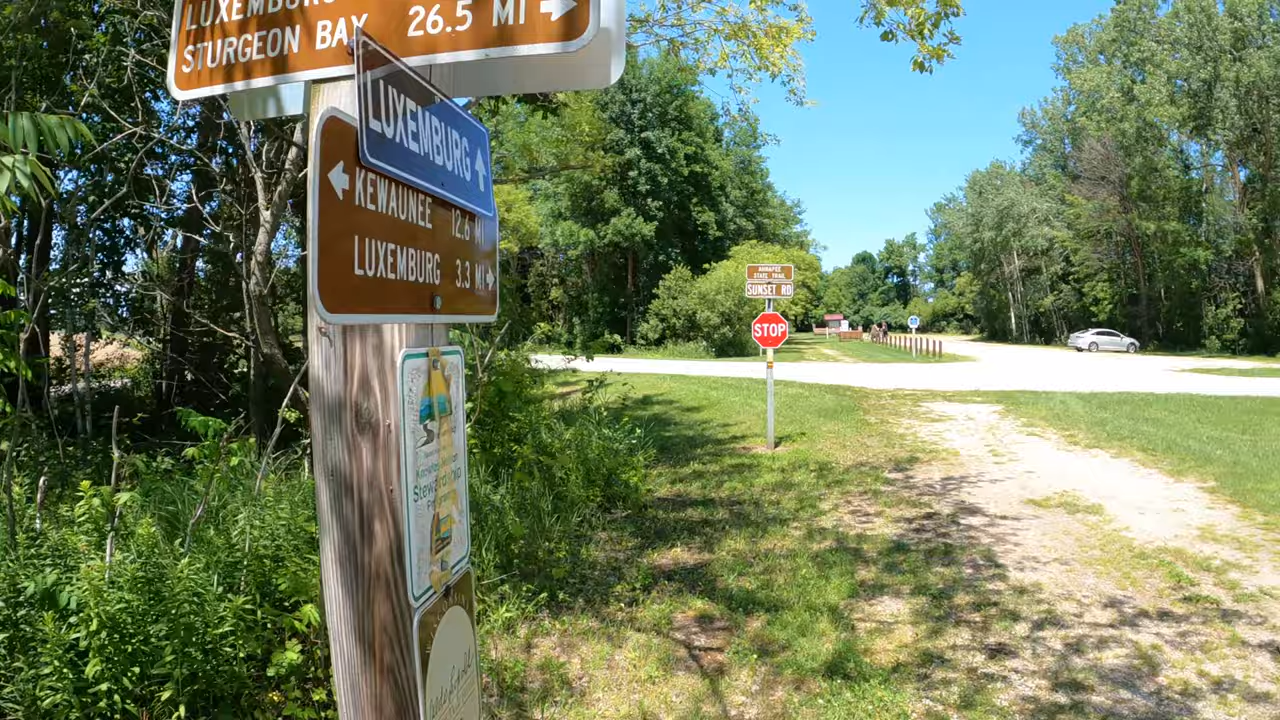 LUXEMBURG
STURGEON BAY 26.5 MI
LUXEMBURG
KEWAUNEE 12.6 MI
LUXEMBURG 3.3 MI
AHNAPEE
STATE TRAIL
SUNSET RD
STOP